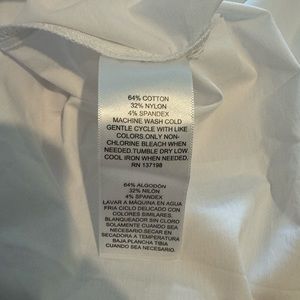 64% COTTON
32% NYLON
4% SPANDEX
MACHINE WASH COLD
GENTLE CYCLE WITH LIKE
COLORS.ONLY NON-
CHLORINE BLEACH WHEN
NEEDED.TUMBLE DRY LOW
COOL IRON WHEN NEEDED.
RN 137198
64% ALGODÓN
32% NILÓN
4% SPANDEX
LAVAR A MÁQUINA EN AGUA
FRIA CICLO DELICADO CON
COLORES SIMILARES.
BLANQUEADOR SIN CLORO
SOLAMENTE CUANDO SEA
NECESARIO.SECAR EN
SECADORA A TEMPERATURA
BAJA.PLANCHA TIBIA
CUANDO SEA NECESARIO.